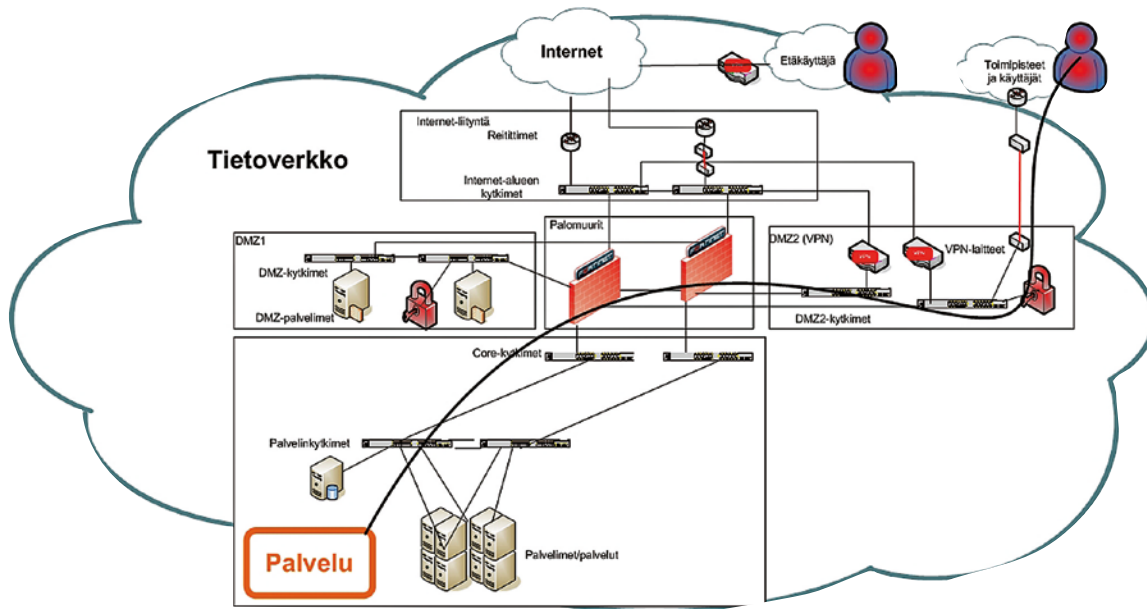 Internet
Etäkäyttäjä
Toimipisteet
ja käyttäjät
Internet-liityntä
Reitittimet
Tietoverkko
Internet-alueen
kytkimet
Palomuurit
DMZ1
DMZ2 (VPN)
VPN-laitteet
DMZ-kytkimet
DMZ-palvelimet
DMZ2-kytkimet
Core-kytkimet
Palvelinkytkimet
Palvelimet/palvelut
Palvelu
VPN